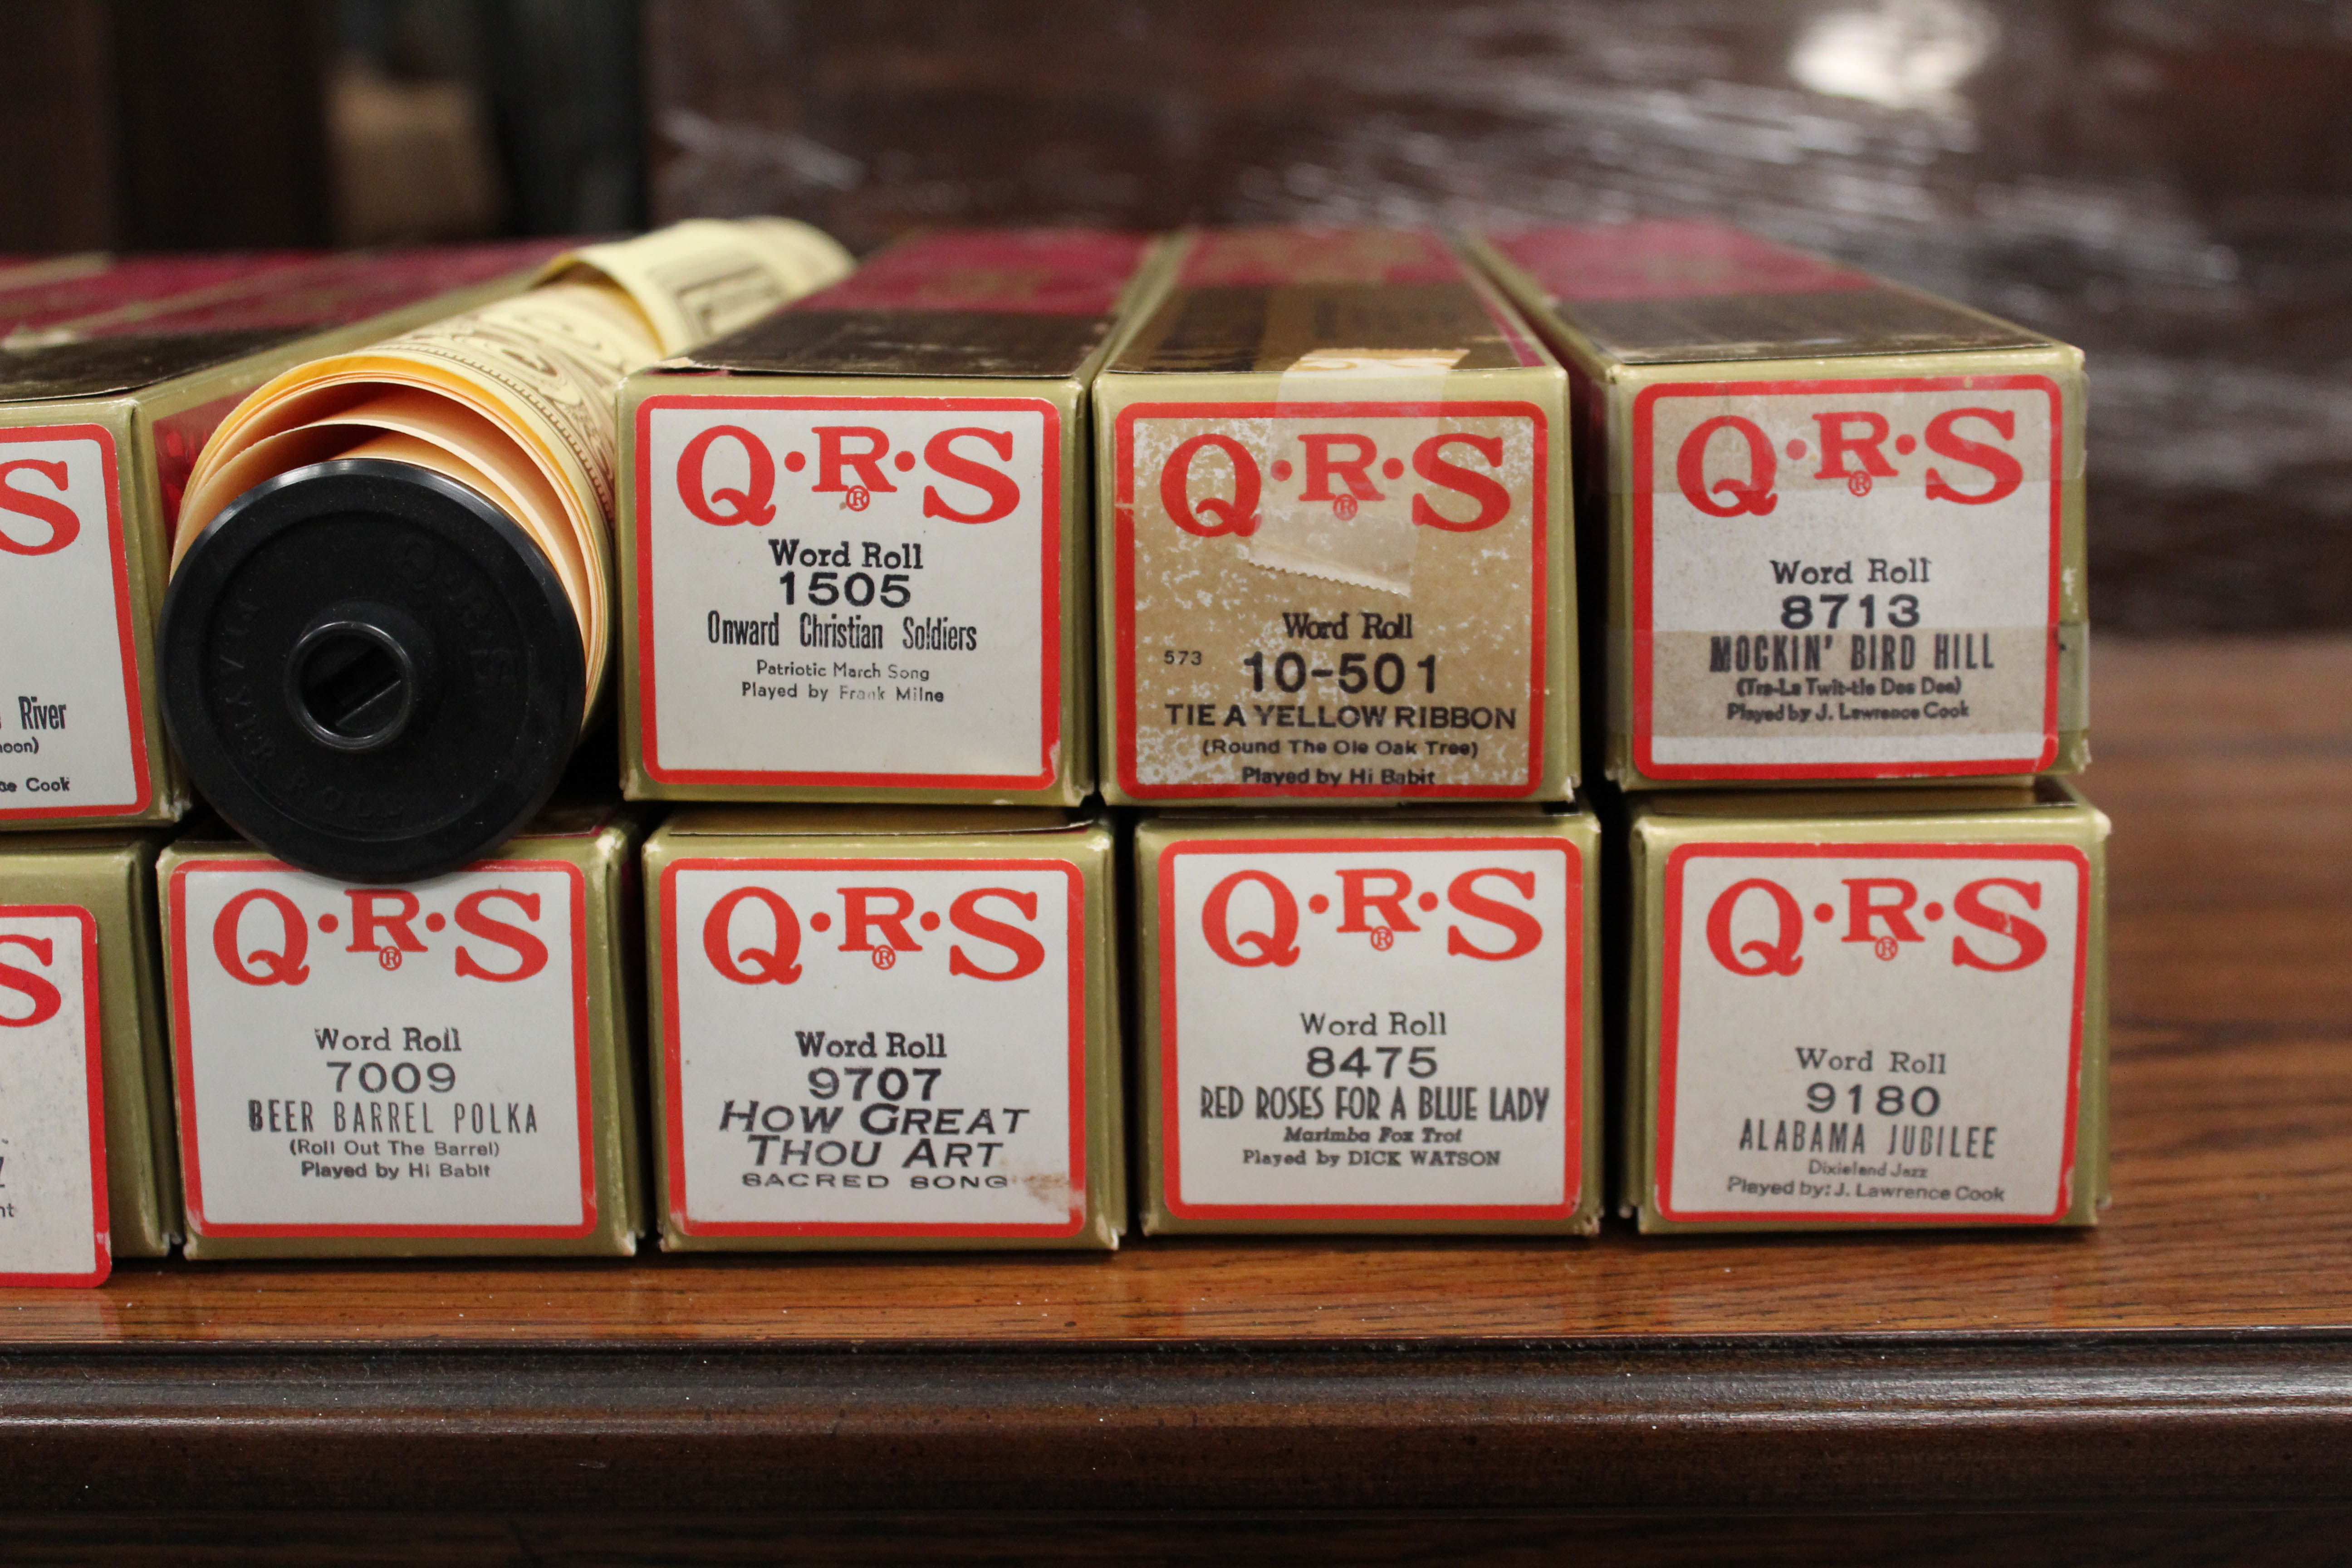 S
River
noon)
Cook
Q·R·S
®
Word Roll
1505
Onward Christian Soldiers
Patriotic March Song
Played by Frank Milne
Q·R·S
®
Word Roll
573
10-501
TIE A YELLOW RIBBON
(Round The Ole Oak Tree)
Played by Hi Babit
Q·R·S
®
Word Roll
8713
MOCKIN' BIRD HILL
(Tra-La Twit-tle Dee Dee)
Played by J. Lawrence Cook
S
Q·R·S
®
Word Roll
7009
BEER BARREL POLKA
(Roll Out The Barrel)
Played by Hi Babit
Q·R·S
®
Word Roll
9707
HOW GREAT
THOU ART
SACRED SONG
Q·R·S
®
Word Roll
8475
RED ROSES FOR A BLUE LADY
Marimba Fox Trot
Played by DICK WATSON
Q·R·S
®
Word Roll
9180
ALABAMA JUBILEE
Dixieland Jazz
Played by: J. Lawrence Cook